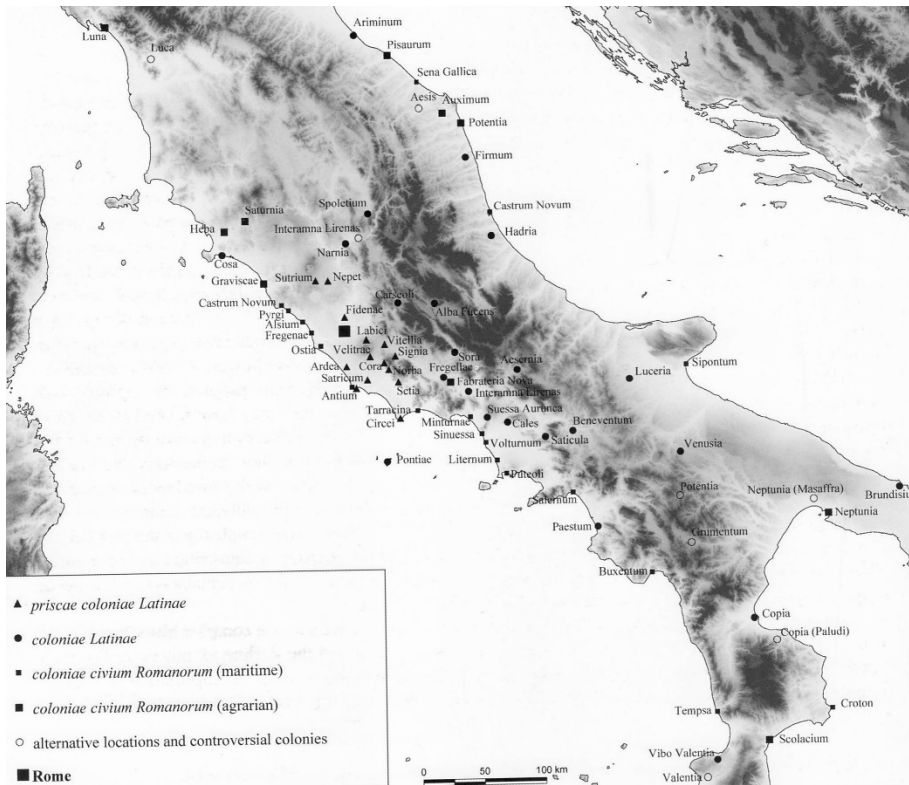 Ariminum
Luna
Luca
Pisaurum
Sena Gallica
Aesis
Auximum
Potentia
Firmum
Spoletium
Castrum Novum
Saturnia
Heba
Interamna Lirenas
Hadria
Narnia
Cosa
Sutrium
Nepet
Graviscae
Carseoli
Alba Fucens
Castrum Novum
Pyrgi
Fidenae
Alsium
Fregenae
Labici
Vitellia
Ostia
Velitrae
Signia
Sora
Aesernia
Sipontum
Ardea
Cora
Norba
Fregellae
Luceria
Satricum
Setia
Fabrateria Nova
Antium
Interamna Lirenas
Tarracina
Circei
Minturnae
Suessa Aurunca
Cales
Beneventum
Sinuessa
Saticula
Volturnum
Venusia
Pontiae
Liternum
Puteoli
Potentia
Neptunia (Masaffra)
Brundisiu
Salernum
Neptunia
Paestum
Grumentum
Buxentum
Copia
Copia (Paludi)
Tempsa
Croton
Scolacium
Vibo Valentia
Valentia
priscae coloniae Latinae
coloniae Latinae
coloniae civium Romanorum (maritime)
coloniae civium Romanorum (agrarian)
alternative locations and controversial colonies
Rome
0 25 50 100 km